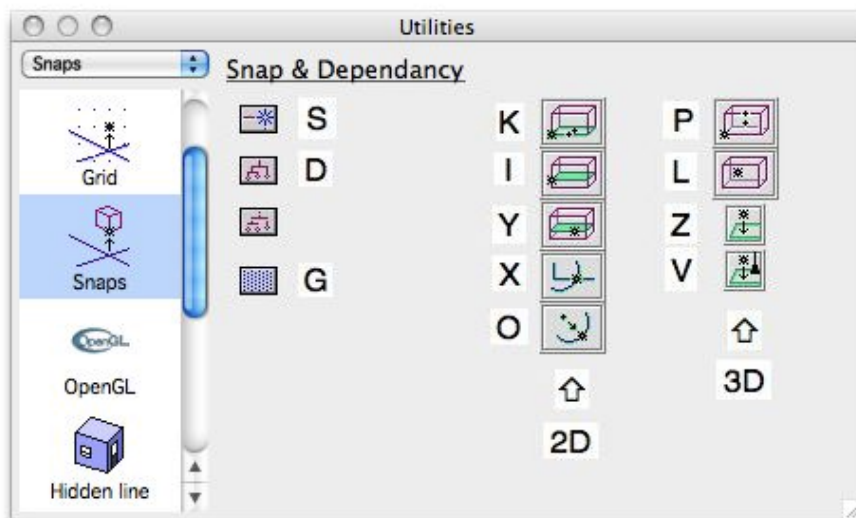 Utilities
Snaps
Snap & Dependancy
Grid
Snaps
OpenGL
OpenGL
Hidden line
S
D
G
K
I
Y
X
O
2D
P
L
Z
V
3D